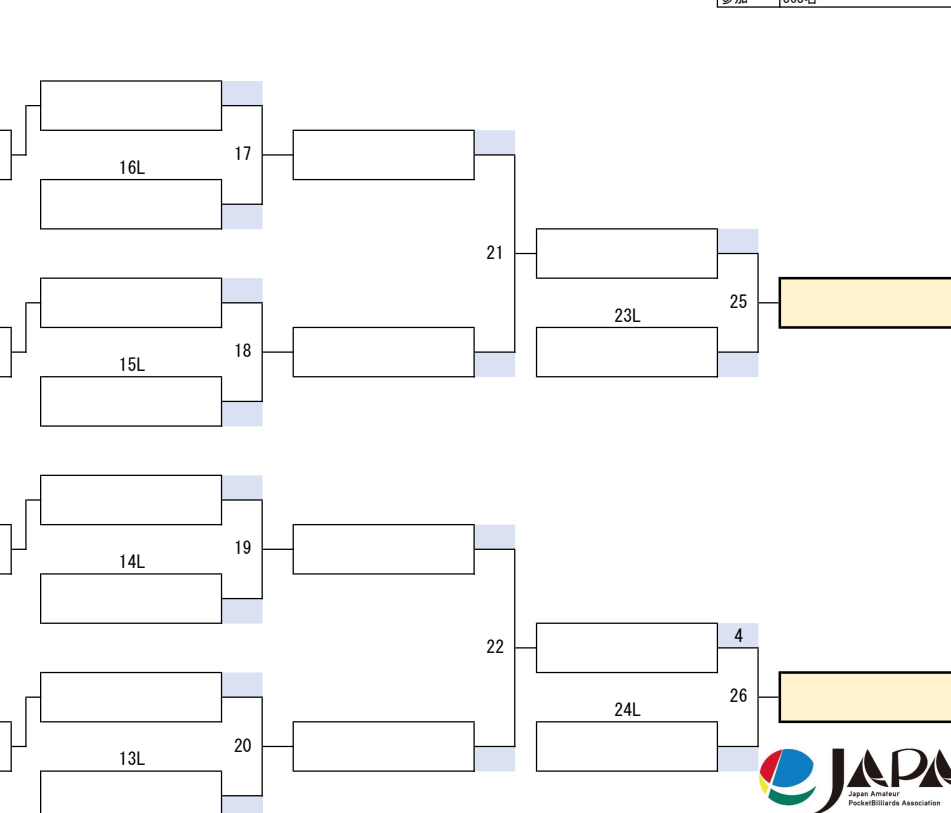 17
16L
21
25
23L
18
15L
19
14L
22
4
26
24L
20
13L
JAPA
Japan Amateur
PocketBilliards Association